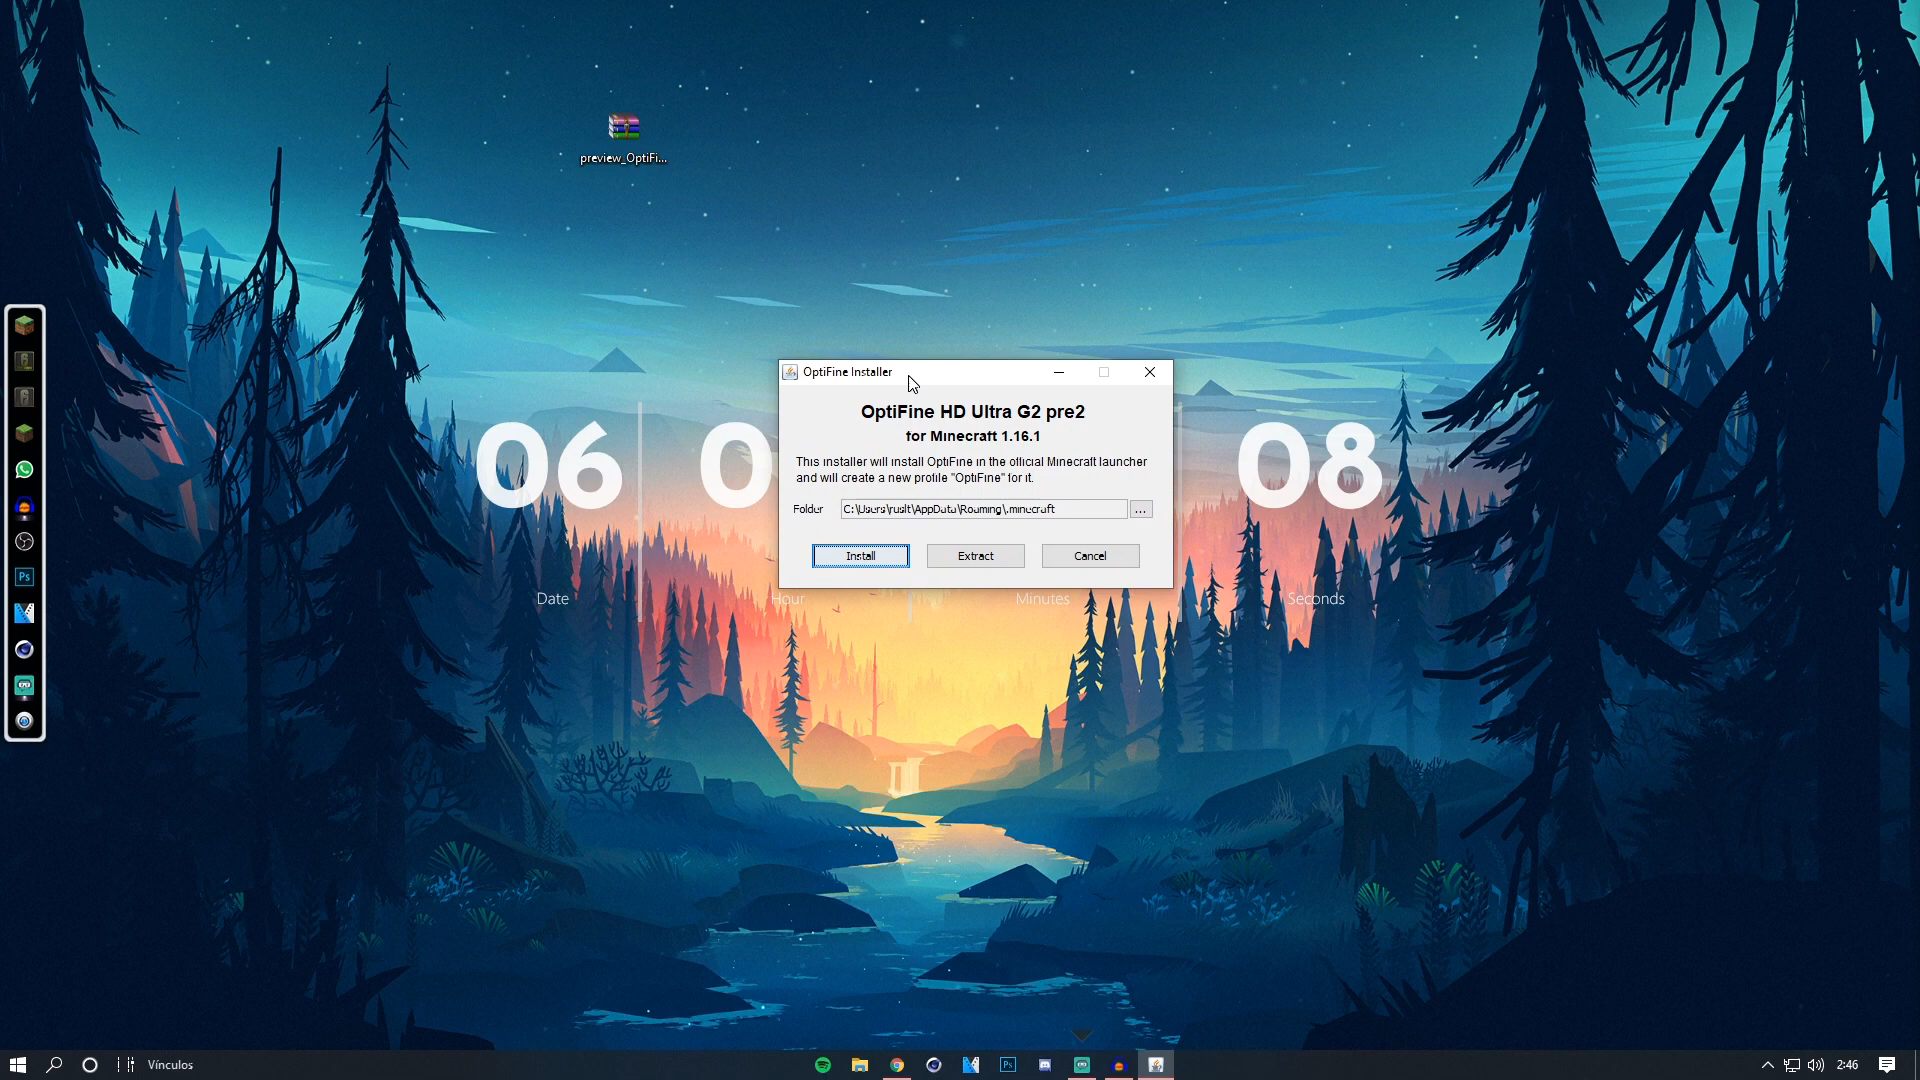 preview_OptiFi...
OptiFine Installer
OptiFine HD Ultra G2 pre2
for Minecraft 1.16.1
This installer will install OptiFine in the official Minecraft launcher
and will create a new profile "OptiFine" for it.
Folder C:\Users\ruslt\AppData\Roaming\.minecraft ...
Install Extract Cancel
06 0 08
Date Hour Minutes Seconds
Ps
Vínculos
Ps
2:46